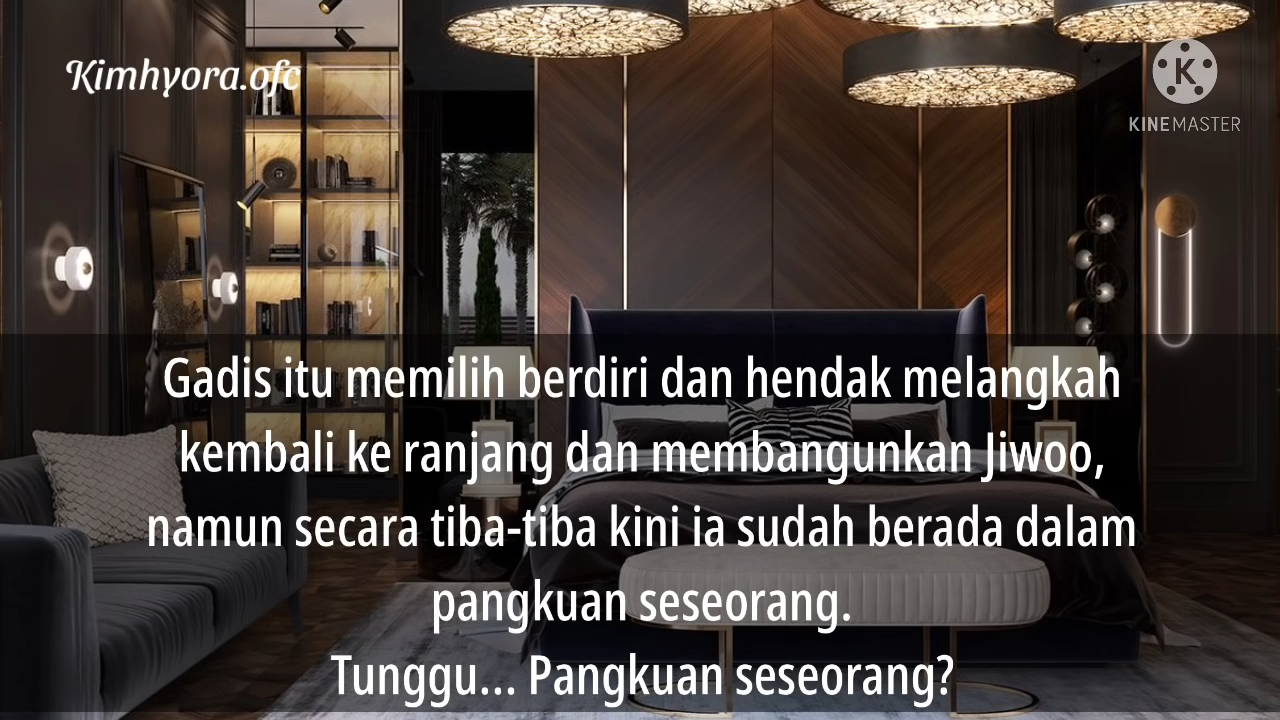 Kimhyora.ofc
K
KINEMASTER
Gadis itu memilih berdiri dan hendak melangkah
kembali ke ranjang dan membangunkan Jiwoo,
namun secara tiba-tiba kini ia sudah berada dalam
pangkuan seseorang.
Tunggu... Pangkuan seseorang?